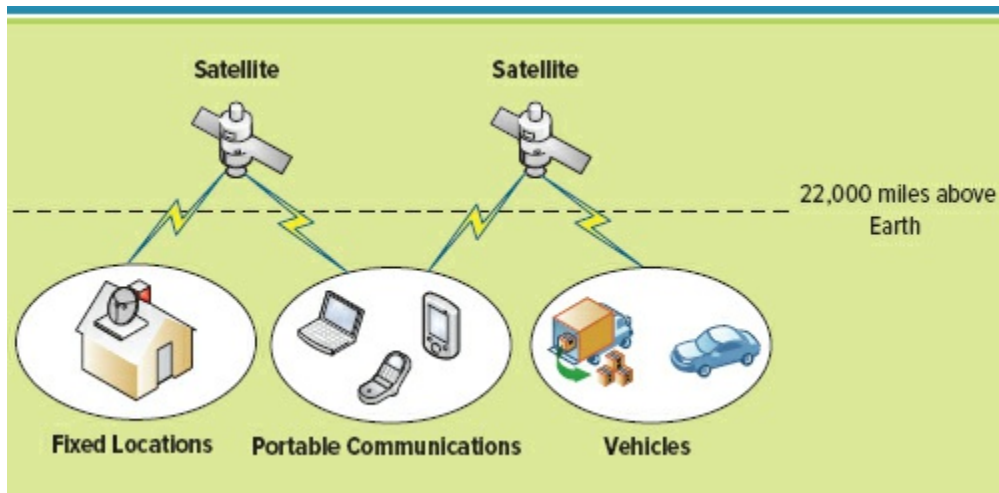 Satellite
Satellite
22,000 miles above
Earth
Fixed Locations
Portable Communications
Vehicles